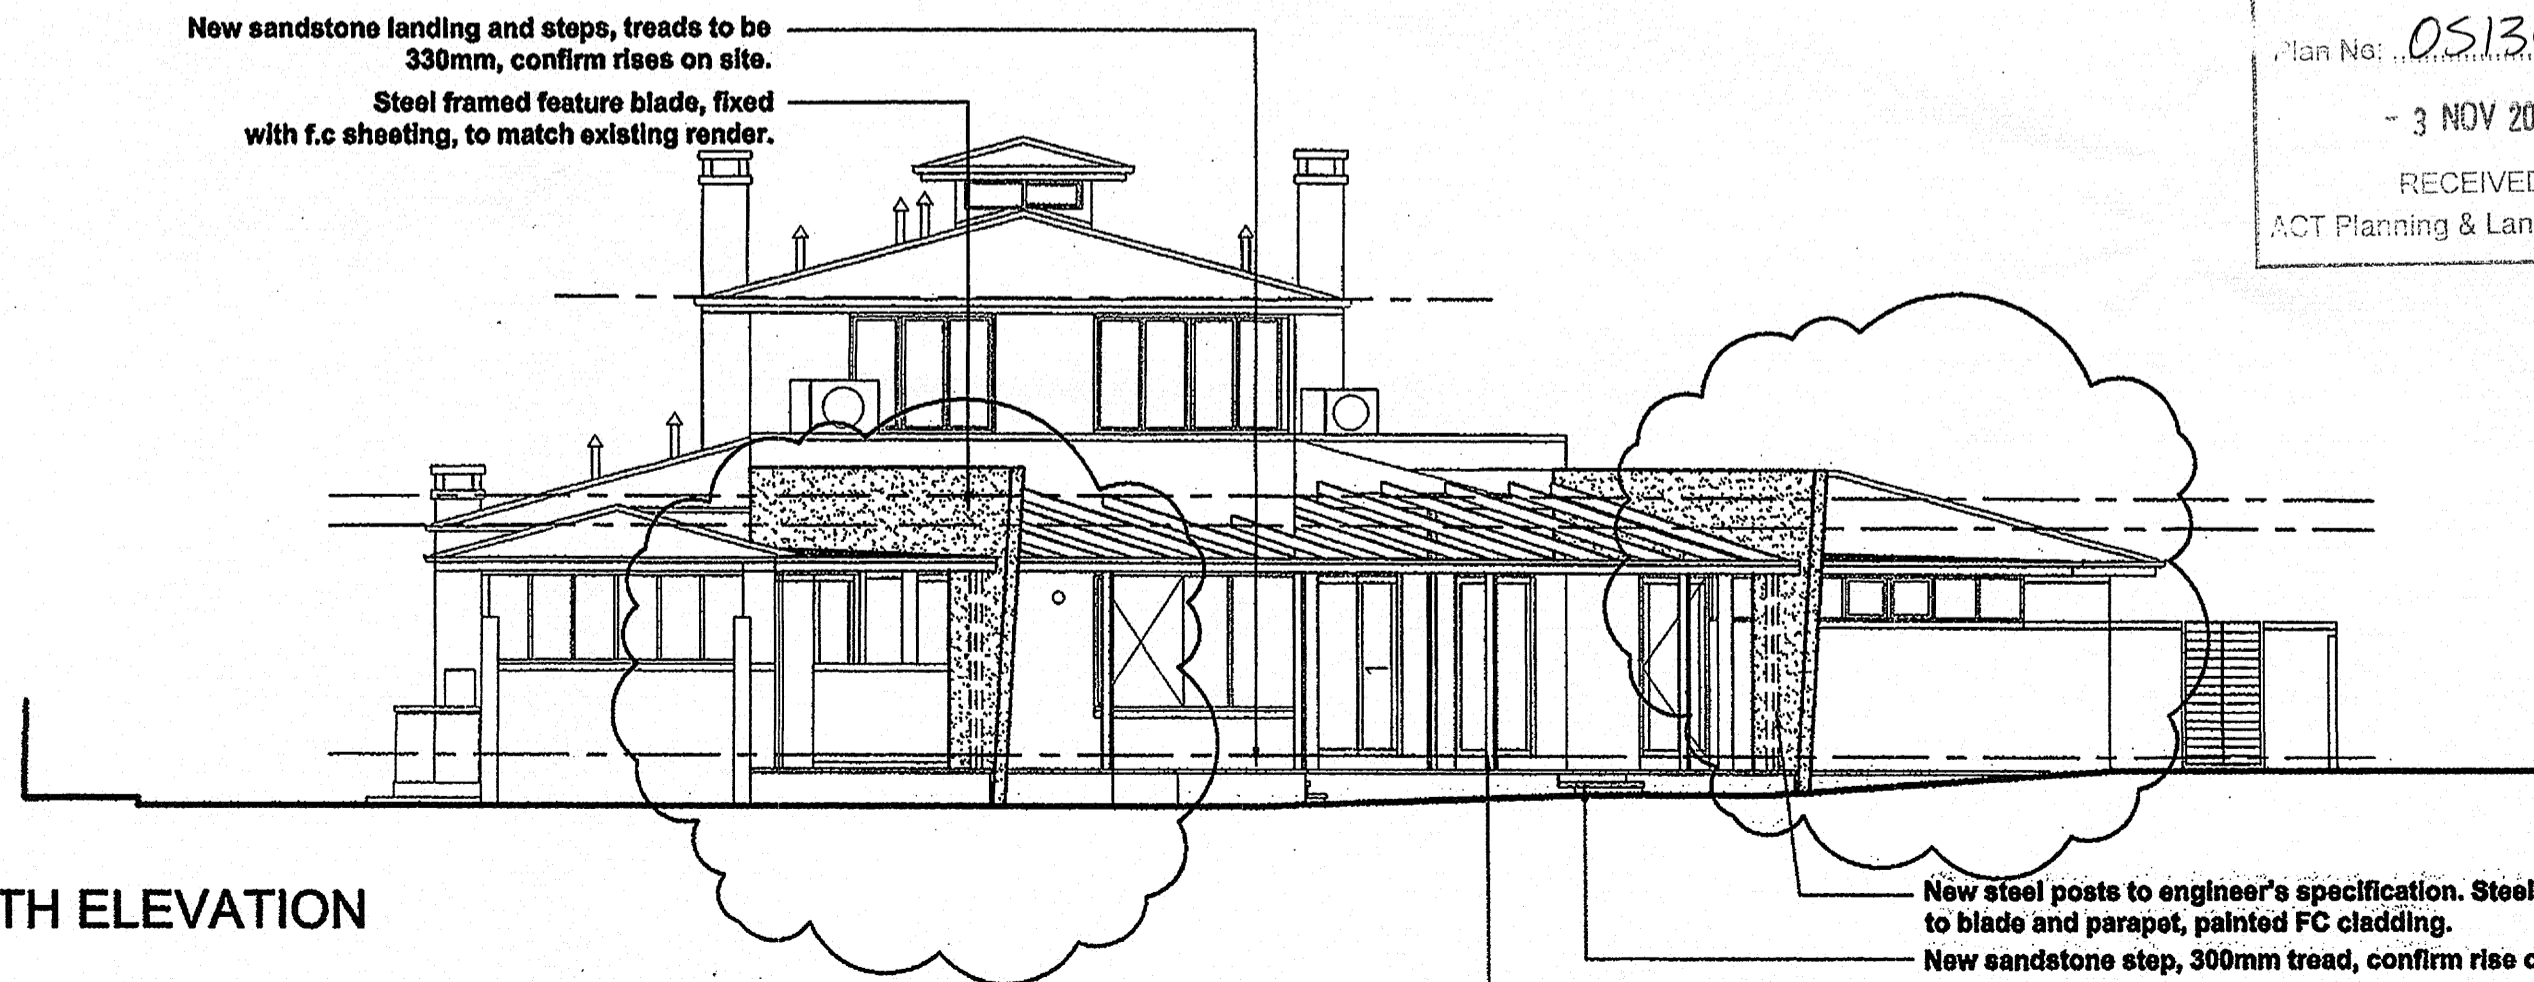 New sandstone landing and steps, treads to be
330mm, confirm rises on site.
Steel framed feature blade, fixed
with f.c sheeting, to match existing render.
Plan No:
- 3 NOV 20
RECEIVED
ACT Planning & Lan
1
TH ELEVATION
New steel posts to engineer's specification. Steel
to blade and parapet, painted FC cladding.
New sandstone step, 300mm tread, confirm rise